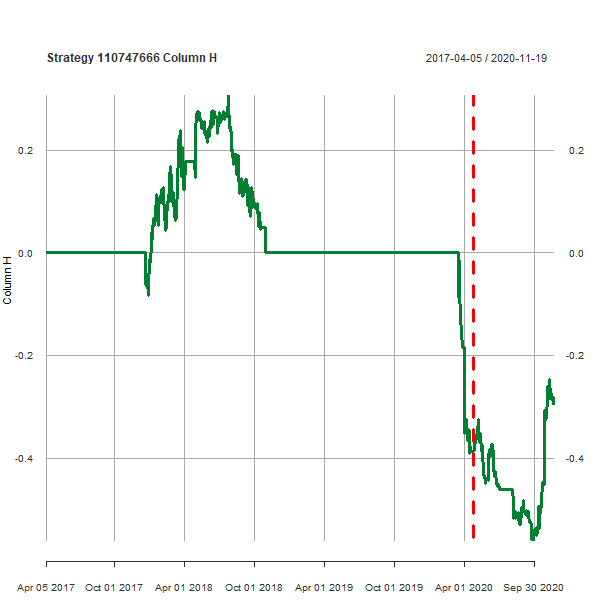 Strategy 110747666 Column H
2017-04-05 / 2020-11-19
0.2
0.2
0.0
0.0
-0.2
-0.2
-0.4
-0.4
Column H
Apr 05 2017
Oct 01 2017
Apr 01 2018
Oct 01 2018
Apr 01 2019
Oct 01 2019
Apr 01 2020
Sep 30 2020